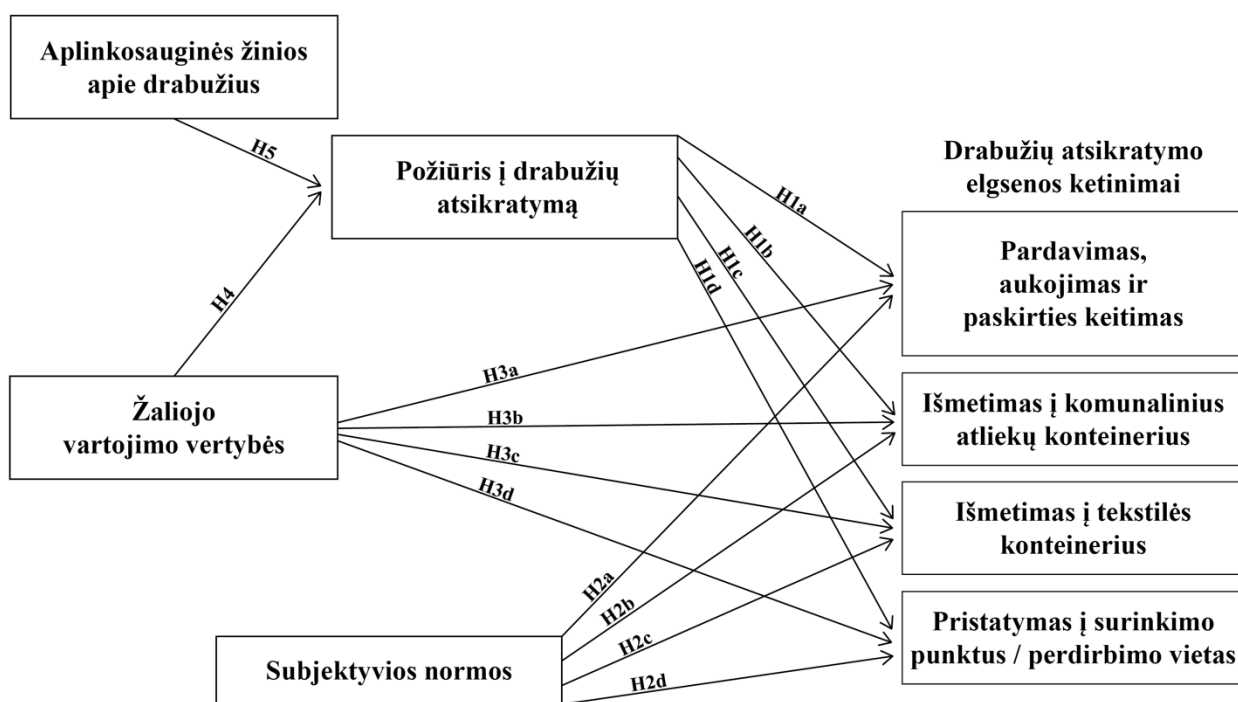 Aplinkosauginės žinios
apie drabužius
H5
Požiūris į drabužių
atsikratymą
Drabužių atsikratymo
elgsenos ketinimai
H1a
H1b
H1c
H1d
Pardavimas,
aukojimas ir
paskirties keitimas
H4
Žaliojo
vartojimo vertybės
H3a
H3b
H3c
H3d
Išmetimas į komunalinius
atliekų konteinerius
Išmetimas į tekstilės
konteinerius
H2a
H2b
H2c
H2d
Subjektyvios normos
Pristatymas į surinkimo
punktus / perdirbimo vietas